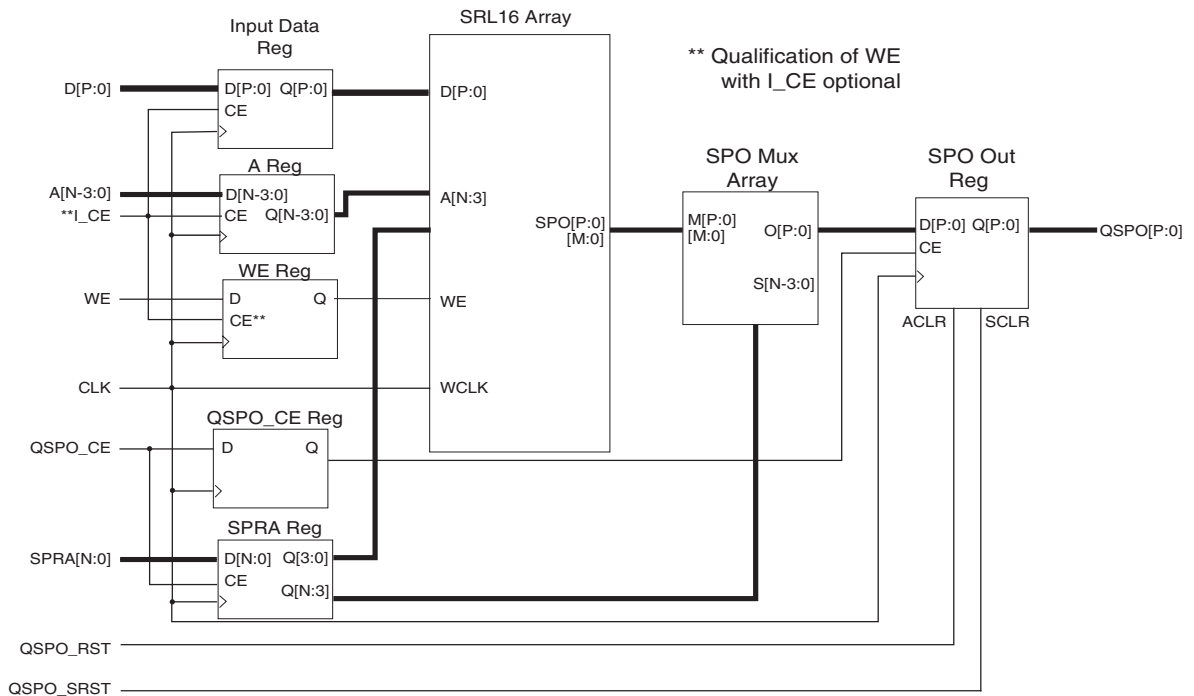 SRL16 Array
Input Data
Reg
** Qualification of WE
with I_CE optional
D[P:0]
D[P:0] Q[P:0]
CE
D[P:0]
A Reg
A[N-3:0]
**I_CE
D[N-3:0]
CE Q[N-3:0]
A[N:3]
SPO[P:0]
[M:0]
SPO Mux
Array
M[P:0]
[M:0]
O[P:0]
S[N-3:0]
SPO Out
Reg
D[P:0] Q[P:0]
CE
QSPO[P:0]
ACLR SCLR
WE Reg
WE
D Q
CE**
WE
CLK
WCLK
QSPO_CE Reg
QSPO_CE
D Q
SPRA Reg
SPRA[N:0]
D[N:0] Q[3:0]
CE
Q[N:3]
QSPO_RST
QSPO_SRST